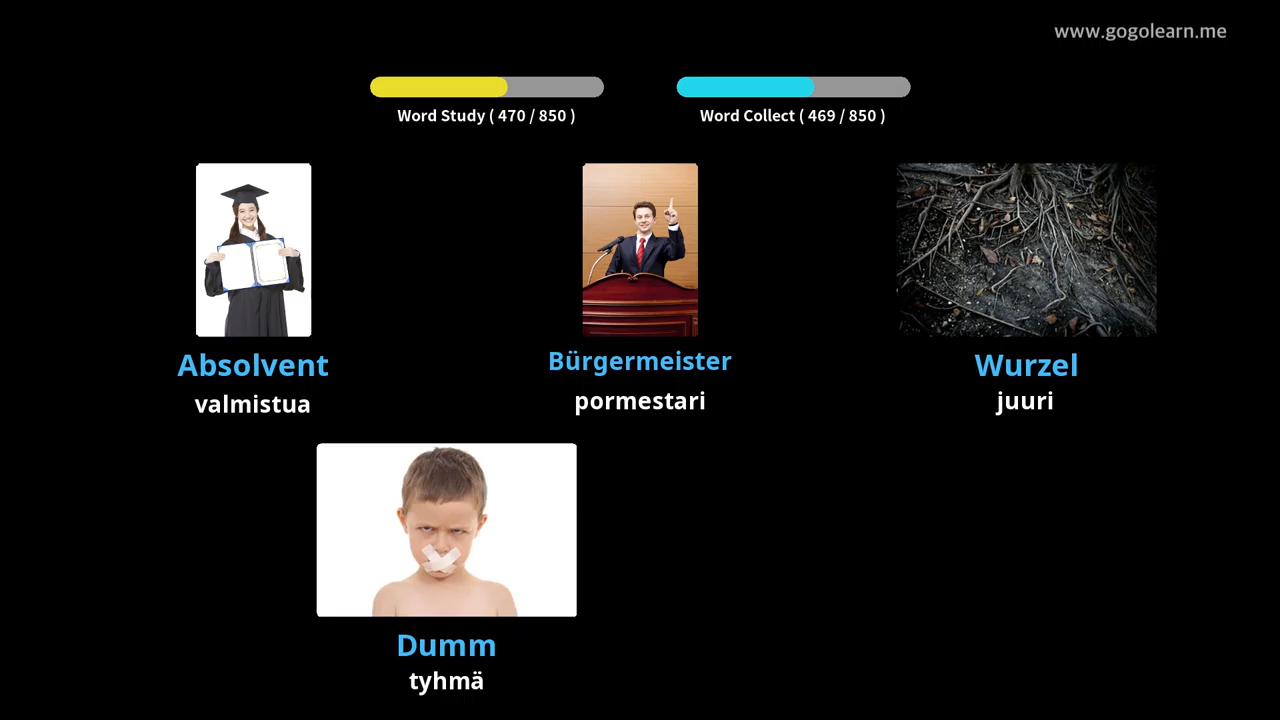 www.gogolearn.me
Word Study ( 470 / 850 )
Word Collect ( 469 / 850 )
Absolvent
valmistua
Bürgermeister
pormestari
Wurzel
juuri
Dumm
tyhmä